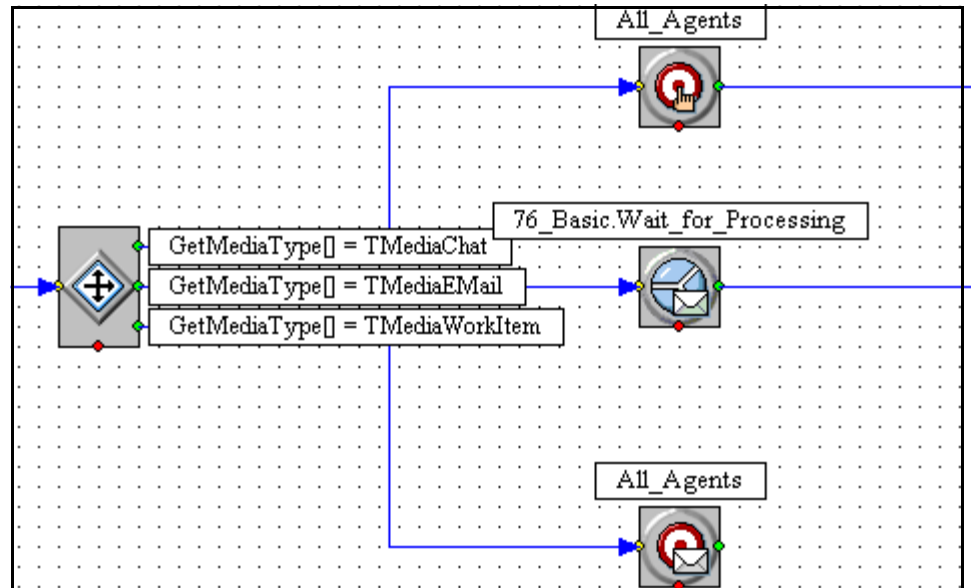 All_Agents
76_Basic.Wait_for_Processing
GetMediaType[] = TMediaChat
GetMediaType[] = TMediaEMail
GetMediaType[] = TMediaWorkItem
All_Agents